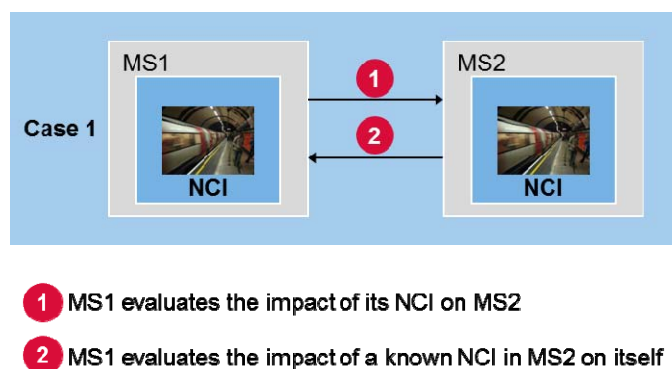 MS1
MS2
1
Case 1
2
NCI
NCI
1 MS1 evaluates the impact of its NCI on MS2
2 MS1 evaluates the impact of a known NCI in MS2 on itself